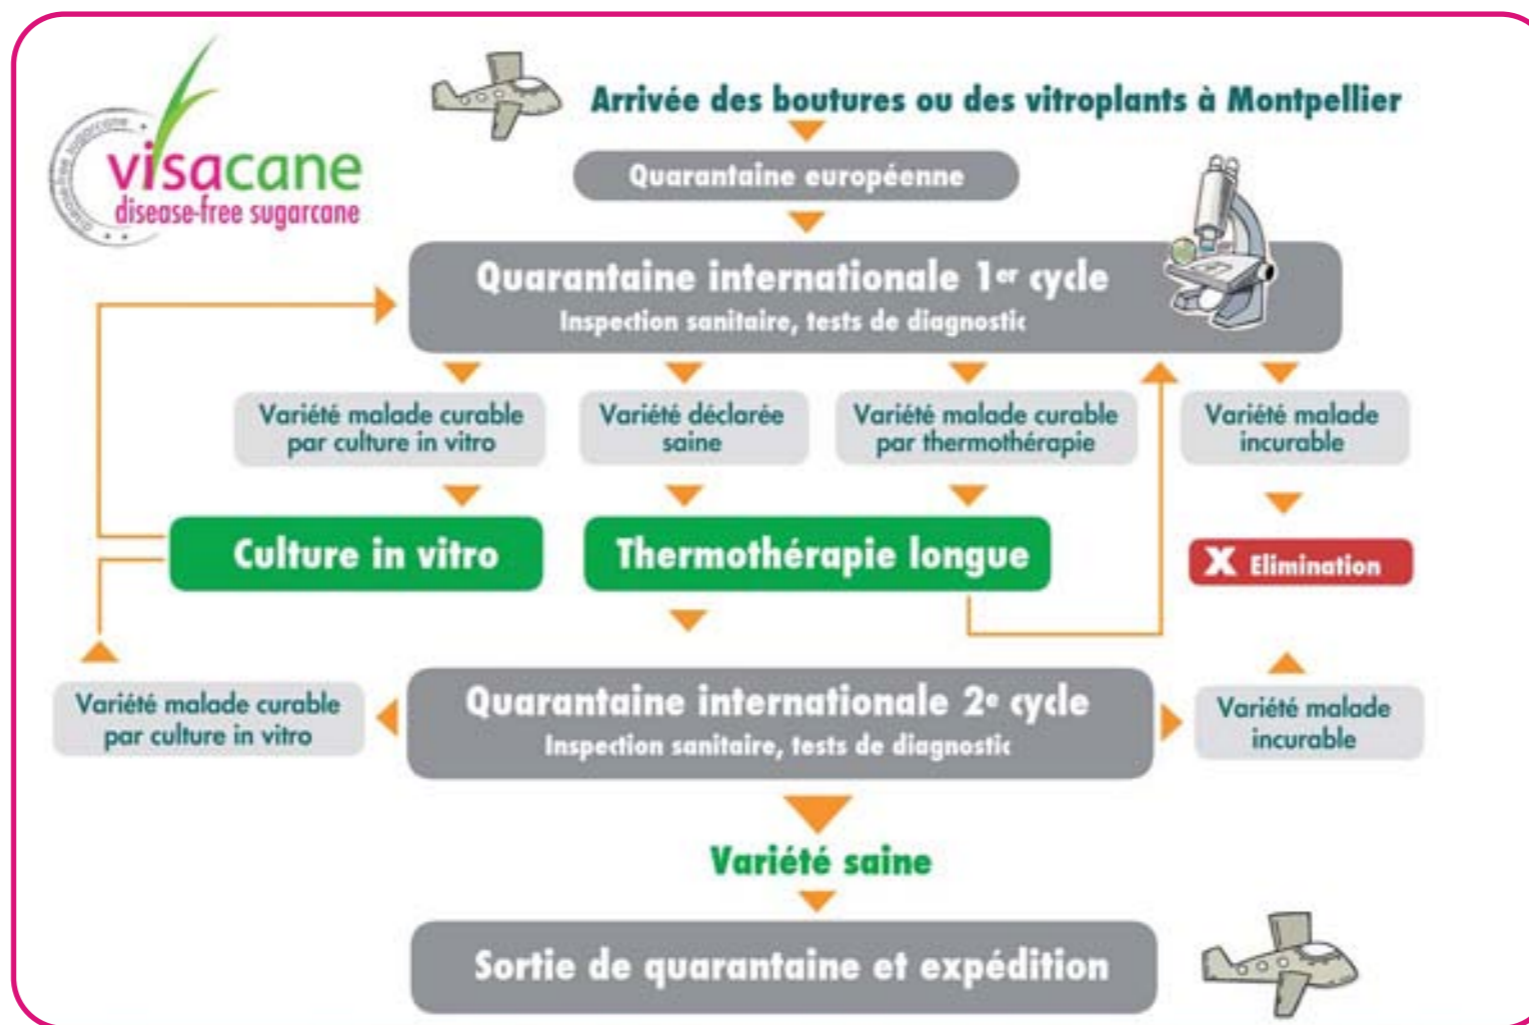 visacane
disease-free sugarcane
Arrivée des boutures ou des vitroplants à Montpellier
Quarantaine européenne
Quarantaine internationale 1er cycle
Inspection sanitaire, tests de diagnostic
Variété malade curable
par culture in vitro
Variété déclarée
saine
Variété malade curable
par thermothérapie
Variété malade
incurable
Culture in vitro
Thermothérapie longue
X Elimination
Variété malade curable
par culture in vitro
Quarantaine internationale 2e cycle
Inspection sanitaire, tests de diagnostic
Variété malade
incurable
Variété saine
Sortie de quarantaine et expédition